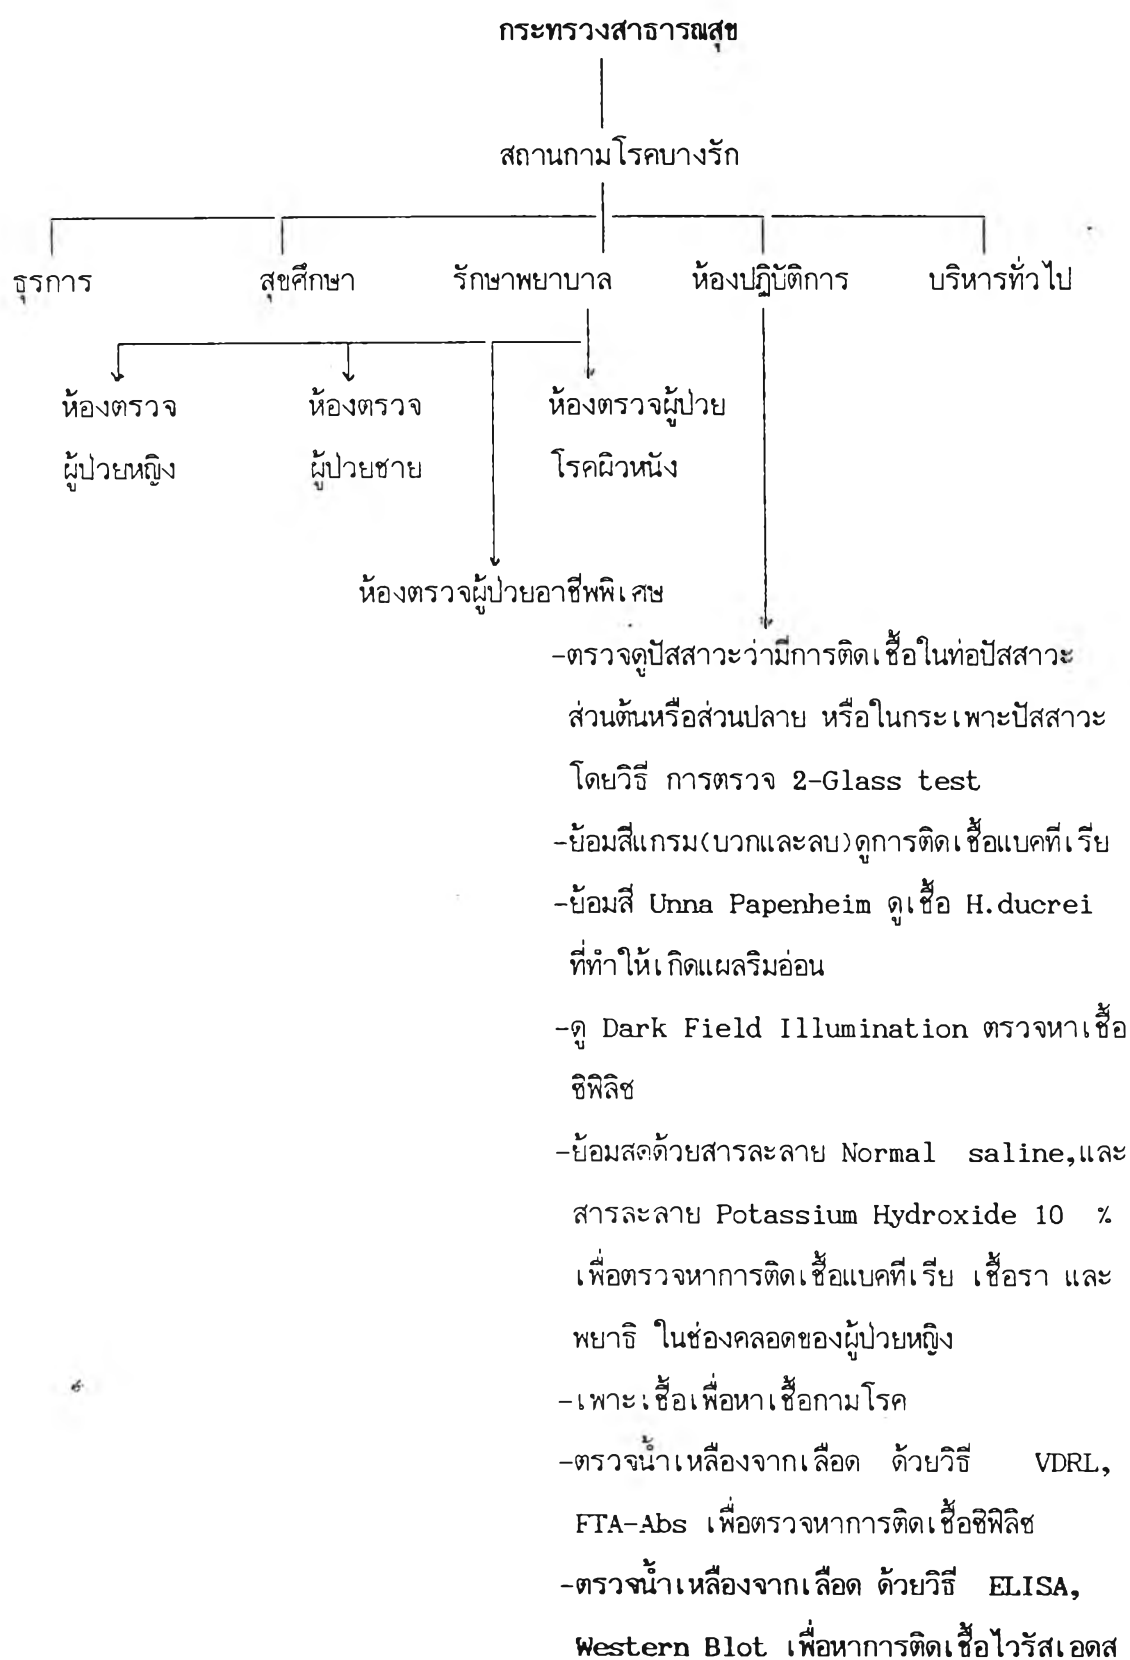 กระทรวงสาธารณสุข
สถานกามโรคบางรัก
ธุรการ สุขศึกษา รักษาพยาบาล ห้องปฏิบัติการ บริหารทั่วไป
ห้องตรวจ ห้องตรวจ ห้องตรวจผู้ป่วย
ผู้ป่วยหญิง ผู้ป่วยชาย โรคผิวหนัง
ห้องตรวจผู้ป่วยอาชีพพิเศษ
-ตรวจดูปัสสาวะว่ามีการติดเชื้อในท่อปัสสาวะ
ส่วนต้นหรือส่วนปลาย หรือในกระเพาะปัสสาวะ
โดยวิธี การตรวจ 2-Glass test
-ย้อมสีแกรม(บวกและลบ)ดูการติดเชื้อแบคทีเรีย
-ย้อมสี Unna Papenheim ดูเชื้อ H.ducrei
ที่ทำให้เกิดแผลริมอ่อน
-ดู Dark Field Illumination ตรวจหาเชื้อ
ซิฟิลิซ
-ย้อมสดด้วยสารละลาย Normal saline,และ
สารละลาย Potassium Hydroxide 10 %
เพื่อตรวจหาการติดเชื้อแบคทีเรีย เชื้อรา และ
พยาธิ ในช่องคลอดของผู้ป่วยหญิง
-เพาะเชื้อเพื่อหาเชื้อกามโรค
-ตรวจน้ำเหลืองจากเลือด ด้วยวิธี VDRL,
FTA-Abs เพื่อตรวจหาการติดเชื้อซิฟิลิซ
-ตรวจน้ำเหลืองจากเลือด ด้วยวิธี ELISA,
Western Blot เพื่อหาการติดเชื้อไวรัสเอดส